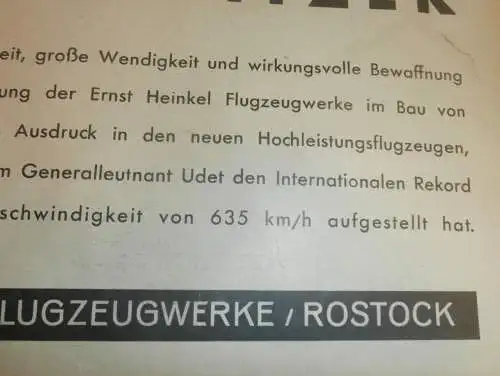 eit, große Wendigkeit und wirkungsvolle Bewaffnung
ung der Ernst Heinkel Flugzeugwerke im Bau von
Ausdruck in den neuen Hochleistungsflugzeugen,
m Generalleutnant Udet den Internationalen Rekord
schwindigkeit von 635 km/h aufgestellt hat.
LUGZEUGWERKE / ROSTOCK